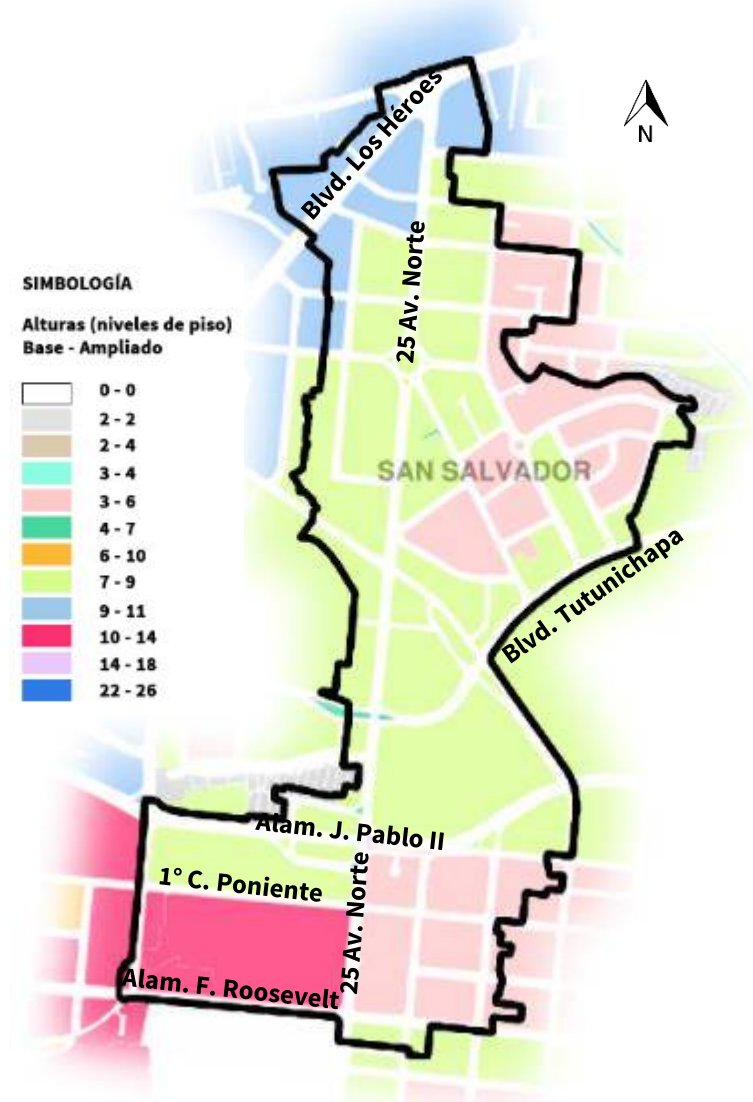 Blvd. Los Héroes
N
25 Av. Norte
SIMBOLOGÍA
Alturas (niveles de piso)
Base - Ampliado
0 - 0
2 - 2
2 - 4
3 - 4
3 - 6
4 - 7
6 - 10
7 - 9
9 - 11
10 - 14
14 - 18
22 - 26
SAN SALVADOR
Blvd. Tutunichapa
Alam. J. Pablo II
1° C. Poniente
25 Av. Norte
Alam. F. Roosevelt